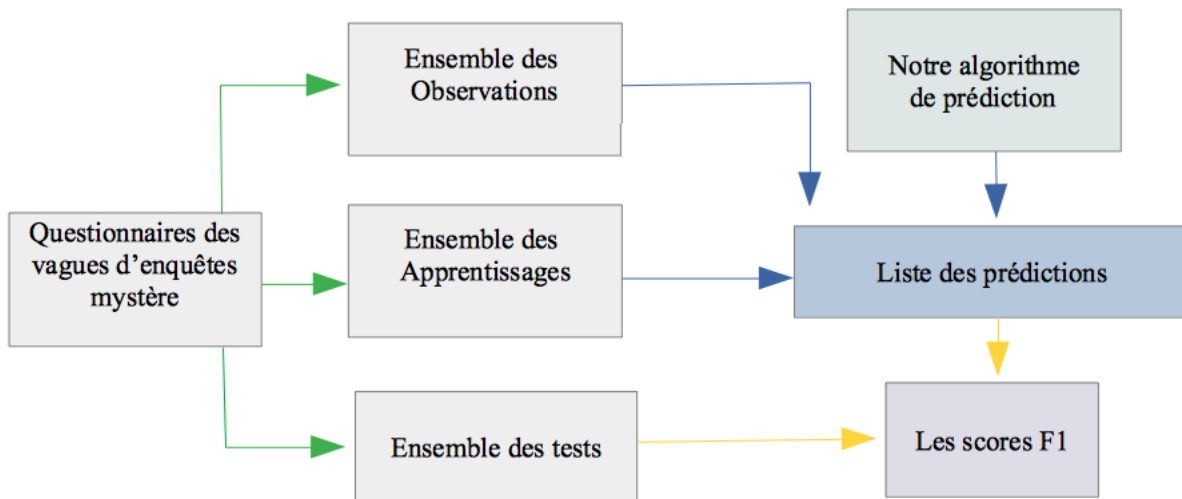 Ensemble des
Observations
Notre algorithme
de prédiction
Questionnaires des
vagues d’enquêtes
mystère
Ensemble des
Apprentissages
Liste des prédictions
Ensemble des tests
Les scores F1